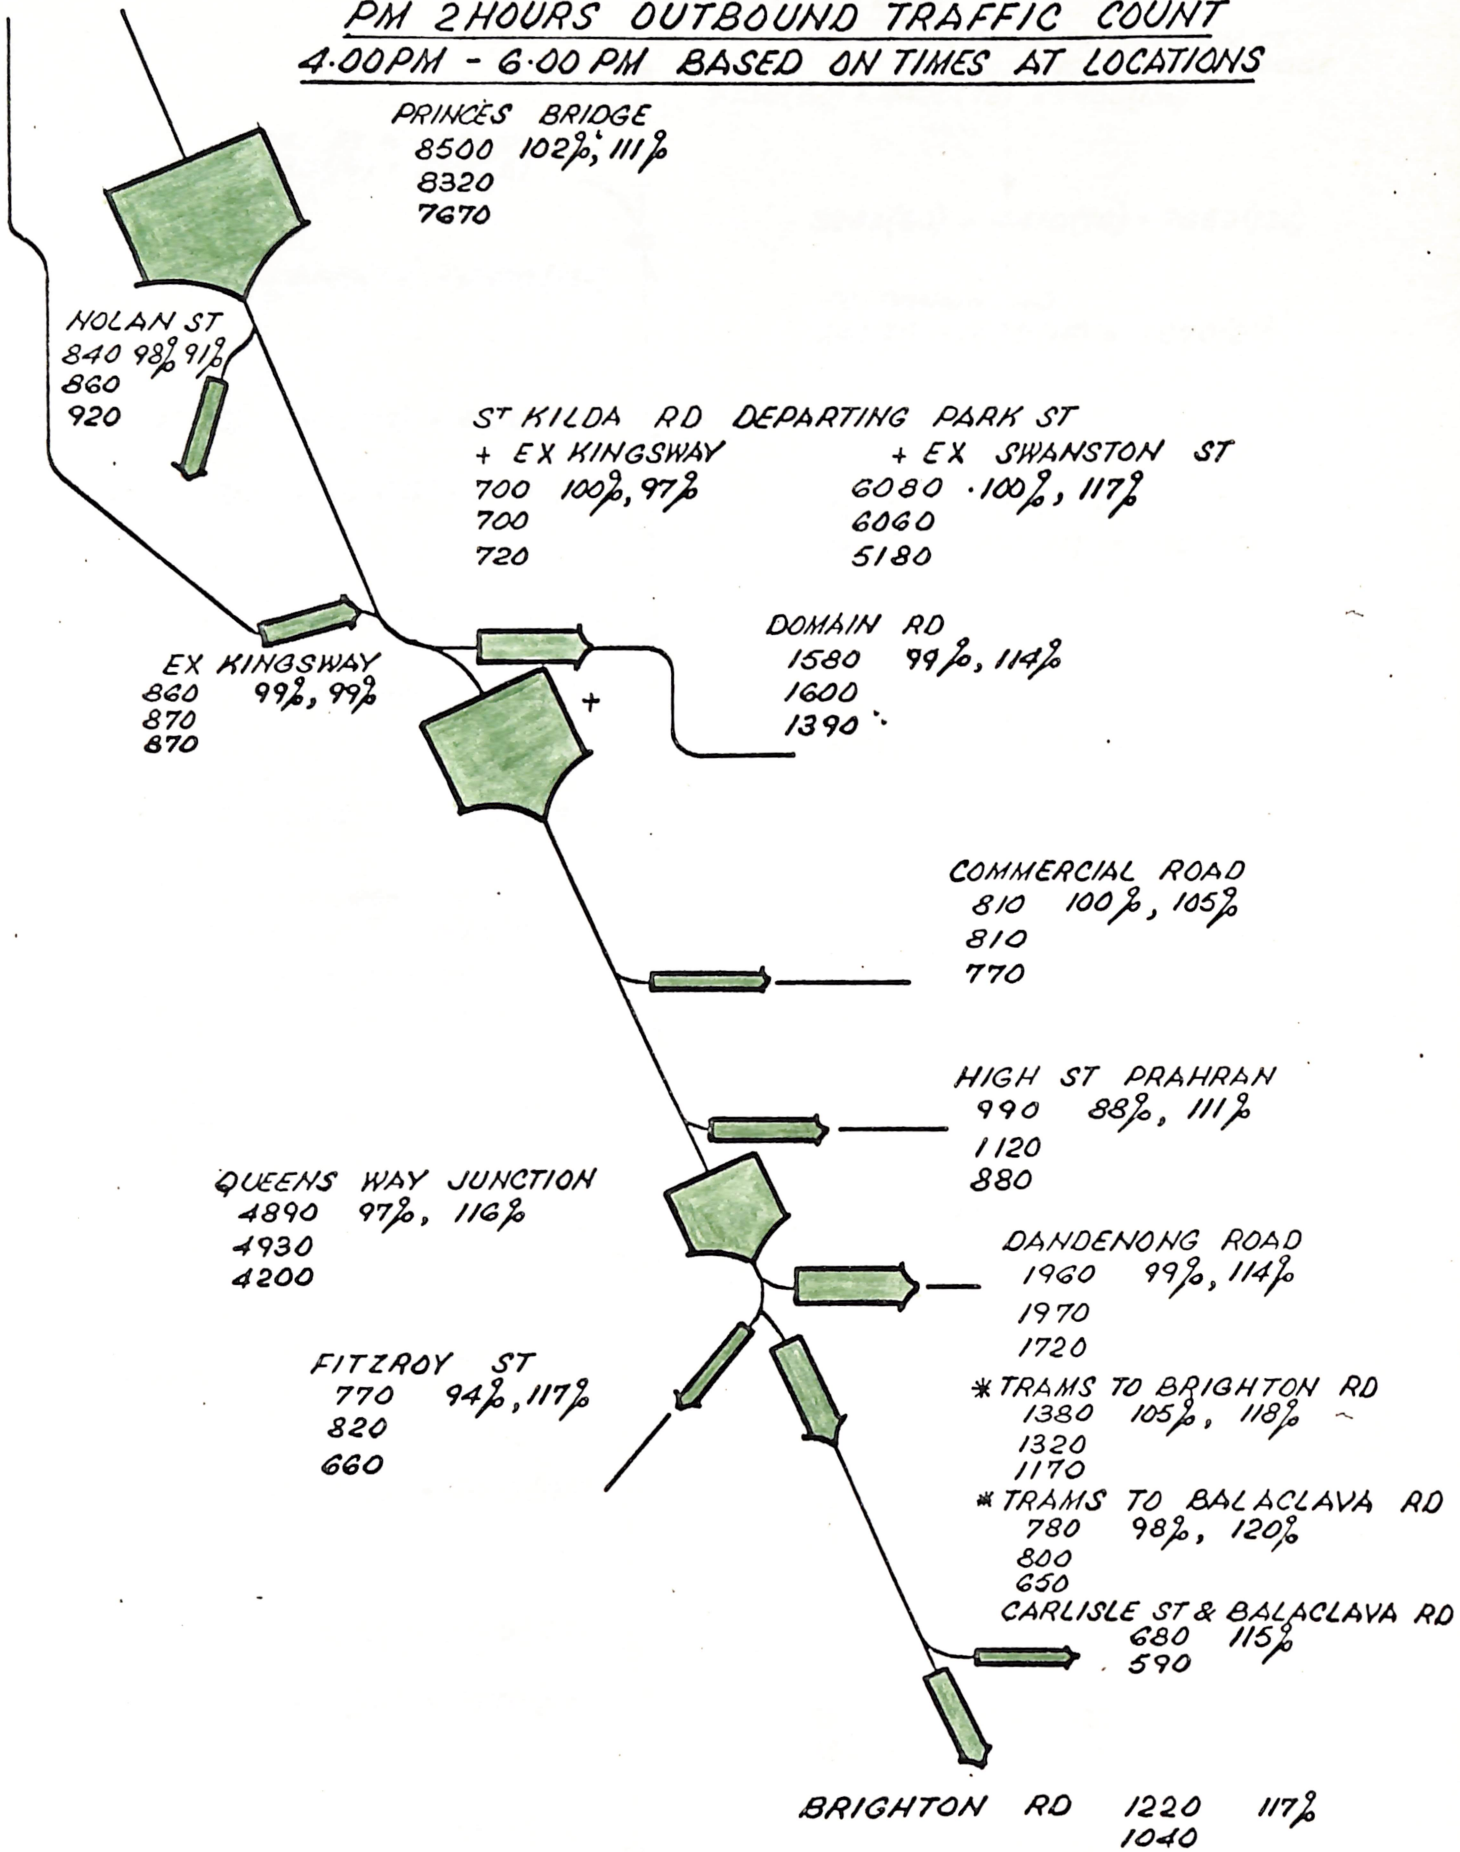 PM 2 HOURS OUTBOUND TRAFFIC COUNT
4.00PM - 6.00 PM BASED ON TIMES AT LOCATIONS
PRINCES BRIDGE
8500 102%, 111%
8320
7670
NOLAN ST
840 98% 91%
860
920
ST KILDA RD DEPARTING PARK ST
+ EX KINGSWAY
700 100%, 97%
700
720
+ EX SWANSTON ST
6080 100%, 117%
6060
5180
EX KINGSWAY
860 99%, 99%
870
870
DOMAIN RD
1580 99%, 114%
1600
1390
+
COMMERCIAL ROAD
810 100%, 105%
810
770
HIGH ST PRAHRAN
990 88%, 111%
1120
880
QUEENS WAY JUNCTION
4890 97%, 116%
4930
4200
DANDENONG ROAD
1960 99%, 114%
1970
1720
FITZROY ST
770 94%, 117%
820
660
* TRAMS TO BRIGHTON RD
1380 105%, 118%
1320
1170
* TRAMS TO BALACLAVA RD
780 98%, 120%
800
650
CARLISLE ST & BALACLAVA RD
680 115%
590
BRIGHTON RD 1220 117%
1040